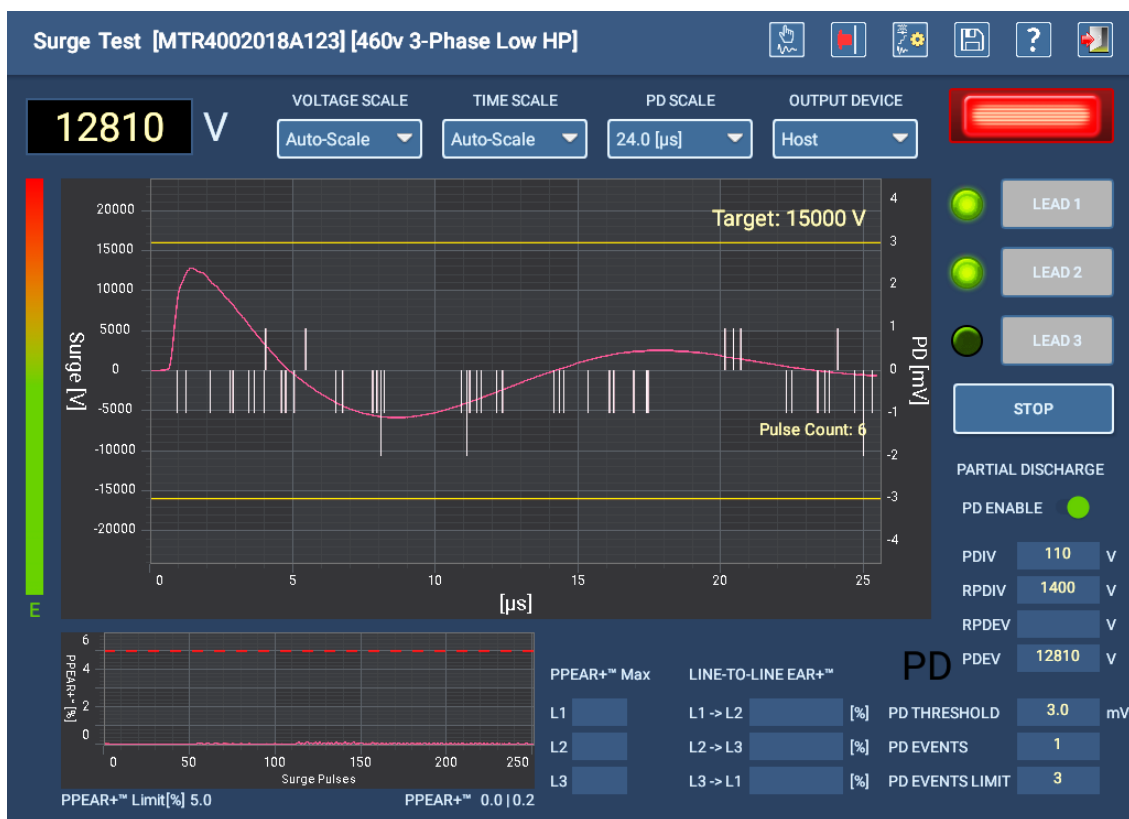 Surge Test [MTR4002018A123] [460v 3-Phase Low HP]
?
12810 V
VOLTAGE SCALE TIME SCALE PD SCALE OUTPUT DEVICE
Auto-Scale Auto-Scale 24.0 [µs] Host
20000
15000
10000
5000
0
-5000
-10000
-15000
-20000
Surge [V]
Target: 15000 V
Pulse Count: 6
4
3
2
1
0
-1
-2
-3
-4
PD [mV]
0 5 10 15 20 25
[µs]
E
LEAD 1
LEAD 2
LEAD 3
STOP
PARTIAL DISCHARGE
PD ENABLE
PDIV 110 V
RPDIV 1400 V
RPDEV V
PD PDEV 12810 V
PD THRESHOLD 3.0 mV
PD EVENTS 1
PD EVENTS LIMIT 3
6
4
2
0
PPEAR+™ [%]
0 50 100 150 200 250
Surge Pulses
PPEAR+™ Limit[%] 5.0 PPEAR+™ 0.0|0.2
PPEAR+™ Max LINE-TO-LINE EAR+™
L1 L1 -> L2 [%]
L2 L2 -> L3 [%]
L3 L3 -> L1 [%]